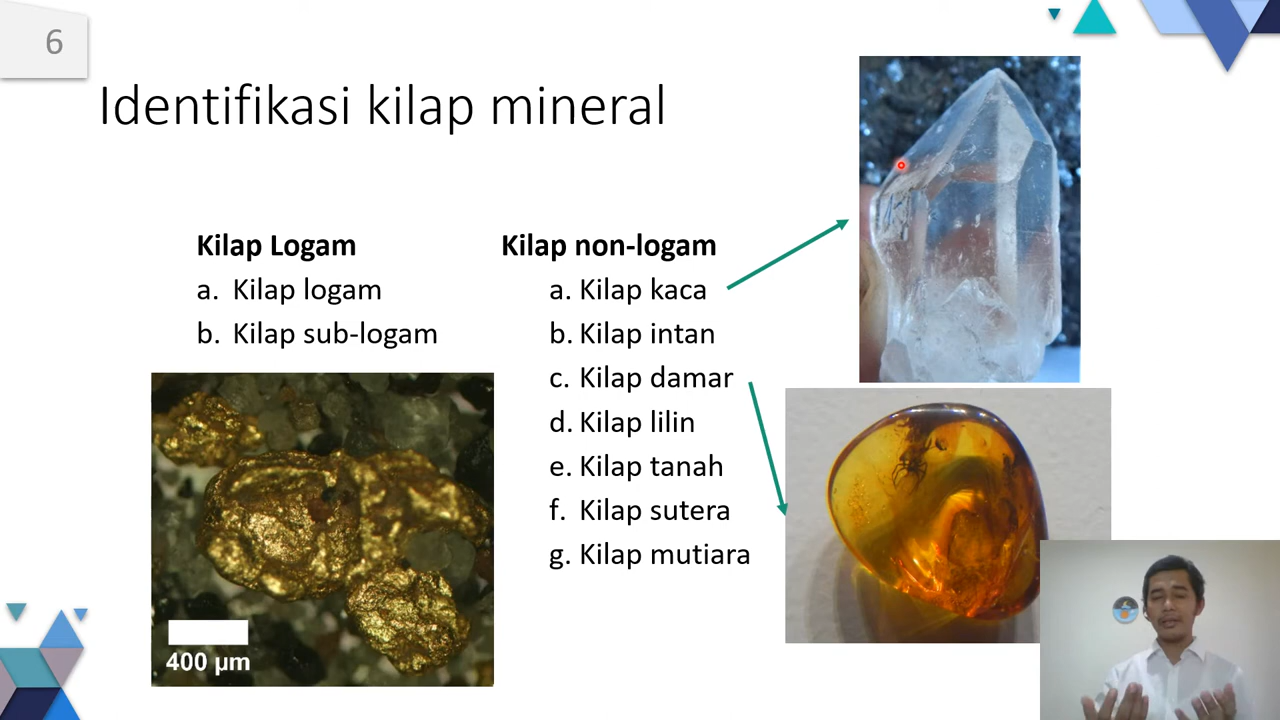 6
Identifikasi kilap mineral
Kilap Logam
a. Kilap logam
b. Kilap sub-logam
400 µm
Kilap non-logam
a. Kilap kaca
b. Kilap intan
c. Kilap damar
d. Kilap lilin
e. Kilap tanah
f. Kilap sutera
g. Kilap mutiara